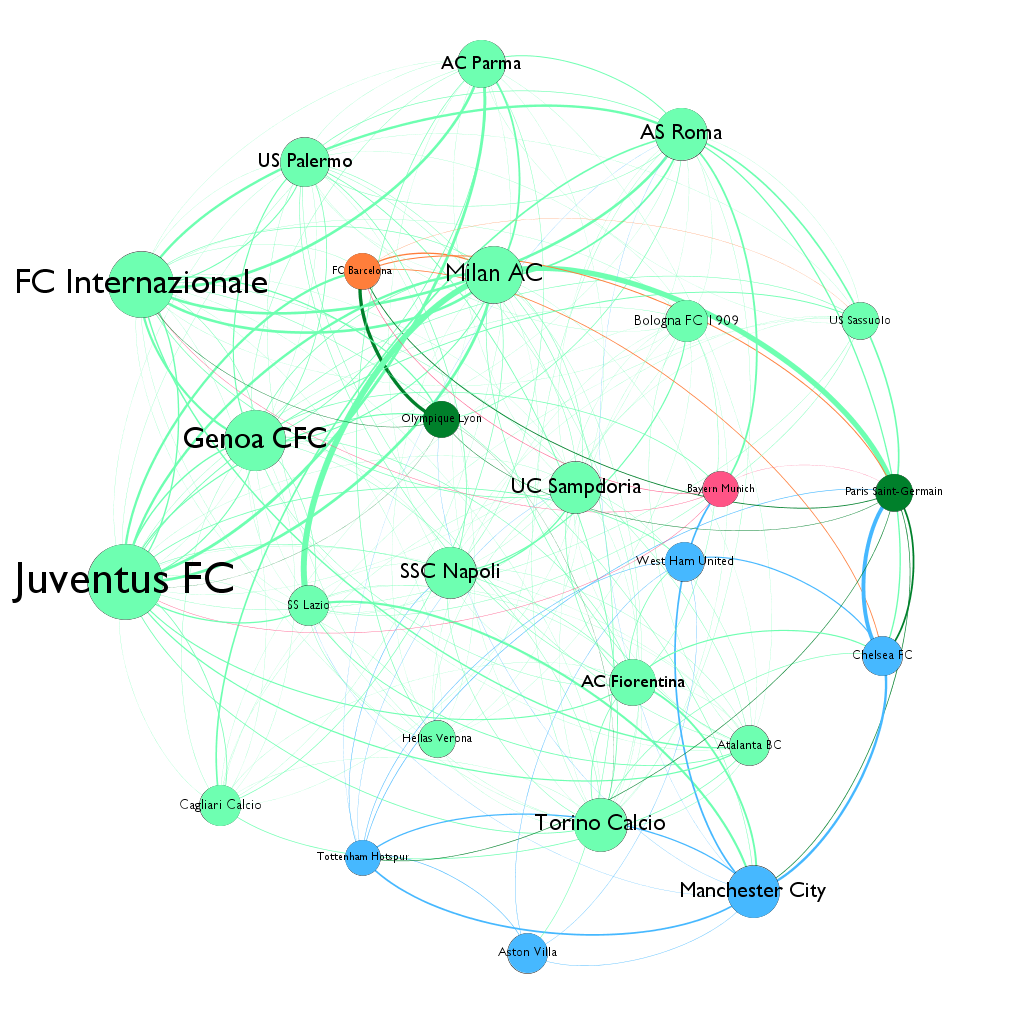 AC Parma
AS Roma
US Palermo
FC Barcelona
Milan AC
FC Internazionale
Bologna FC 1909
US Sassuolo
Olympique Lyon
Genoa CFC
UC Sampdoria
Bayern Munich
Paris Saint-Germain
West Ham United
SSC Napoli
Juventus FC
SS Lazio
Chelsea FC
AC Fiorentina
Hellas Verona
Atalanta BC
Cagliari Calcio
Torino Calcio
Tottenham Hotspur
Manchester City
Aston Villa